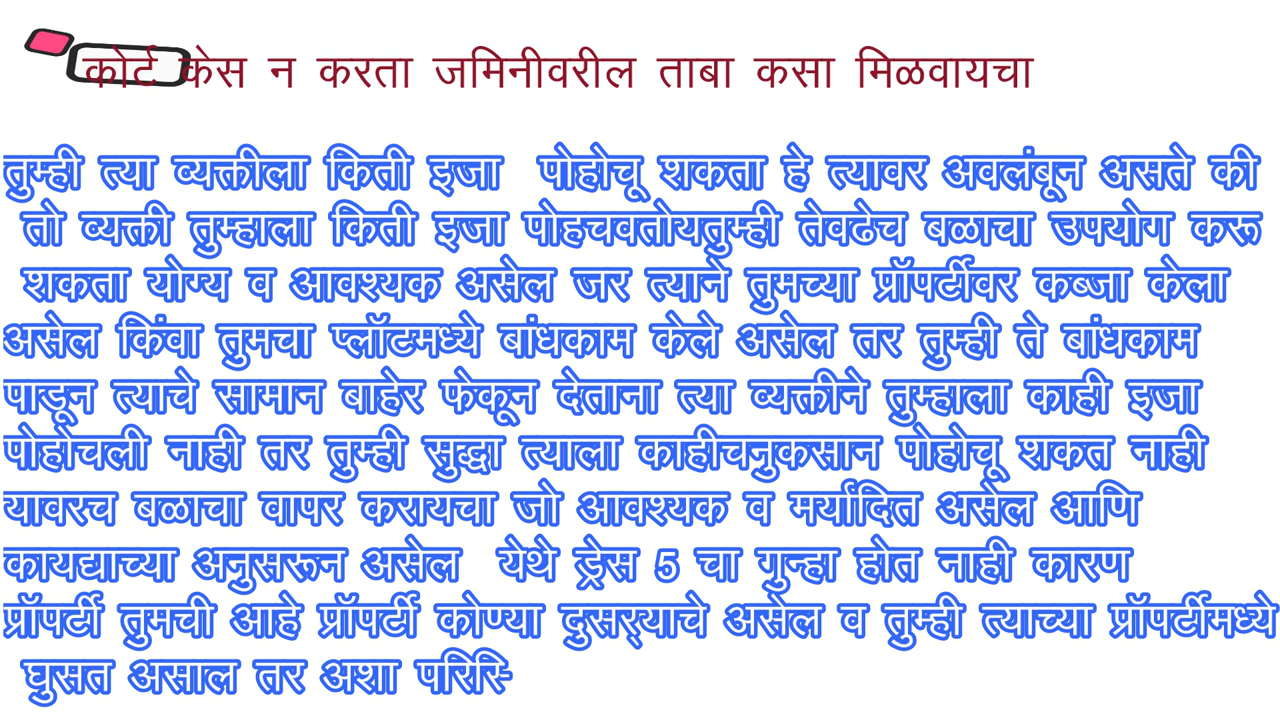 कोर्ट केस न करता जमिनीवरील ताबा कसा मिळवायचा
तुम्ही त्या व्यक्तीला किती इजा पोहोचू शकता हे त्यावर अवलंबून असते की
तो व्यक्ती तुम्हाला किती इजा पोहचवतोयतुम्ही तेवढेच बळाचा उपयोग करू
शकता योग्य व आवश्यक असेल जर त्याने तुमच्या प्रॉपर्टीवर कब्जा केला
असेल किंवा तुमचा प्लॉटमध्ये बांधकाम केले असेल तर तुम्ही ते बांधकाम
पाडून त्याचे सामान बाहेर फेकून देताना त्या व्यक्तीने तुम्हाला काही इजा
पोहोचली नाही तर तुम्ही सुद्धा त्याला काहीचनुकसान पोहोचू शकत नाही
यावरच बळाचा वापर करायचा जो आवश्यक व मर्यादित असेल आणि
कायद्याच्या अनुसरून असेल येथे ड्रेस 5 चा गुन्हा होत नाही कारण
प्रॉपर्टी तुमची आहे प्रॉपर्टी कोण्या दुसऱ्याचे असेल व तुम्ही त्याच्या प्रॉपर्टीमध्ये
घुसत असाल तर अशा परिस्